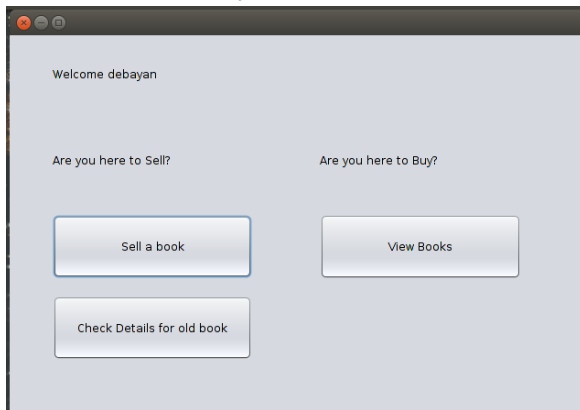 Welcome debayan
Are you here to Sell?
Are you here to Buy?
Sell a book
View Books
Check Details for old book